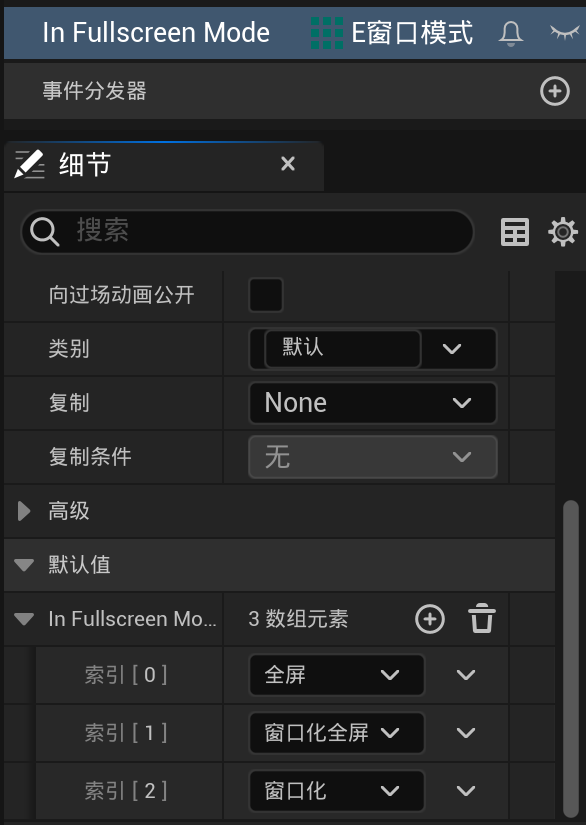 In Fullscreen Mode E窗口模式
事件分发器
细节
搜索
向过场动画公开
类别 默认
复制 None
复制条件 无
高级
默认值
In Fullscreen Mo... 3 数组元素
索引 [ 0 ] 全屏
索引 [ 1 ] 窗口化全屏
索引 [ 2 ] 窗口化